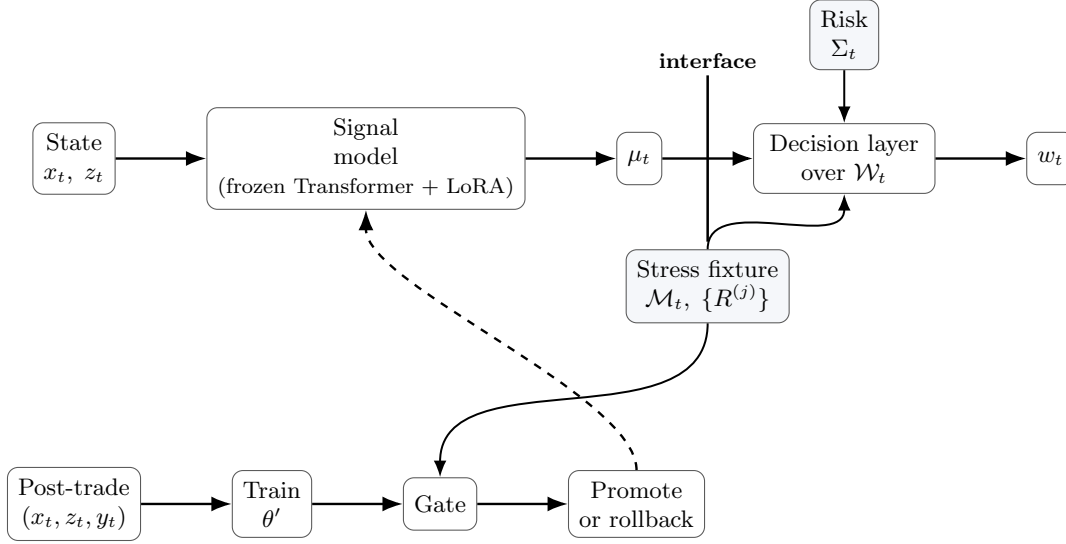 Risk
Σ_t
interface
State
x_t, z_t
Signal
model
(frozen Transformer + LoRA)
μ_t
Decision layer
over 𝒲_t
w_t
Stress fixture
ℳ_t, {R^{(j)}}
Post-trade
(x_t, z_t, y_t)
Train
θ′
Gate
Promote
or rollback